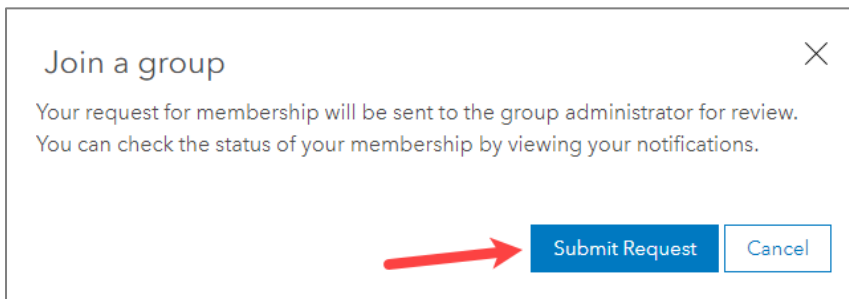 Join a group
Your request for membership will be sent to the group administrator for review.
You can check the status of your membership by viewing your notifications.
Submit Request
Cancel